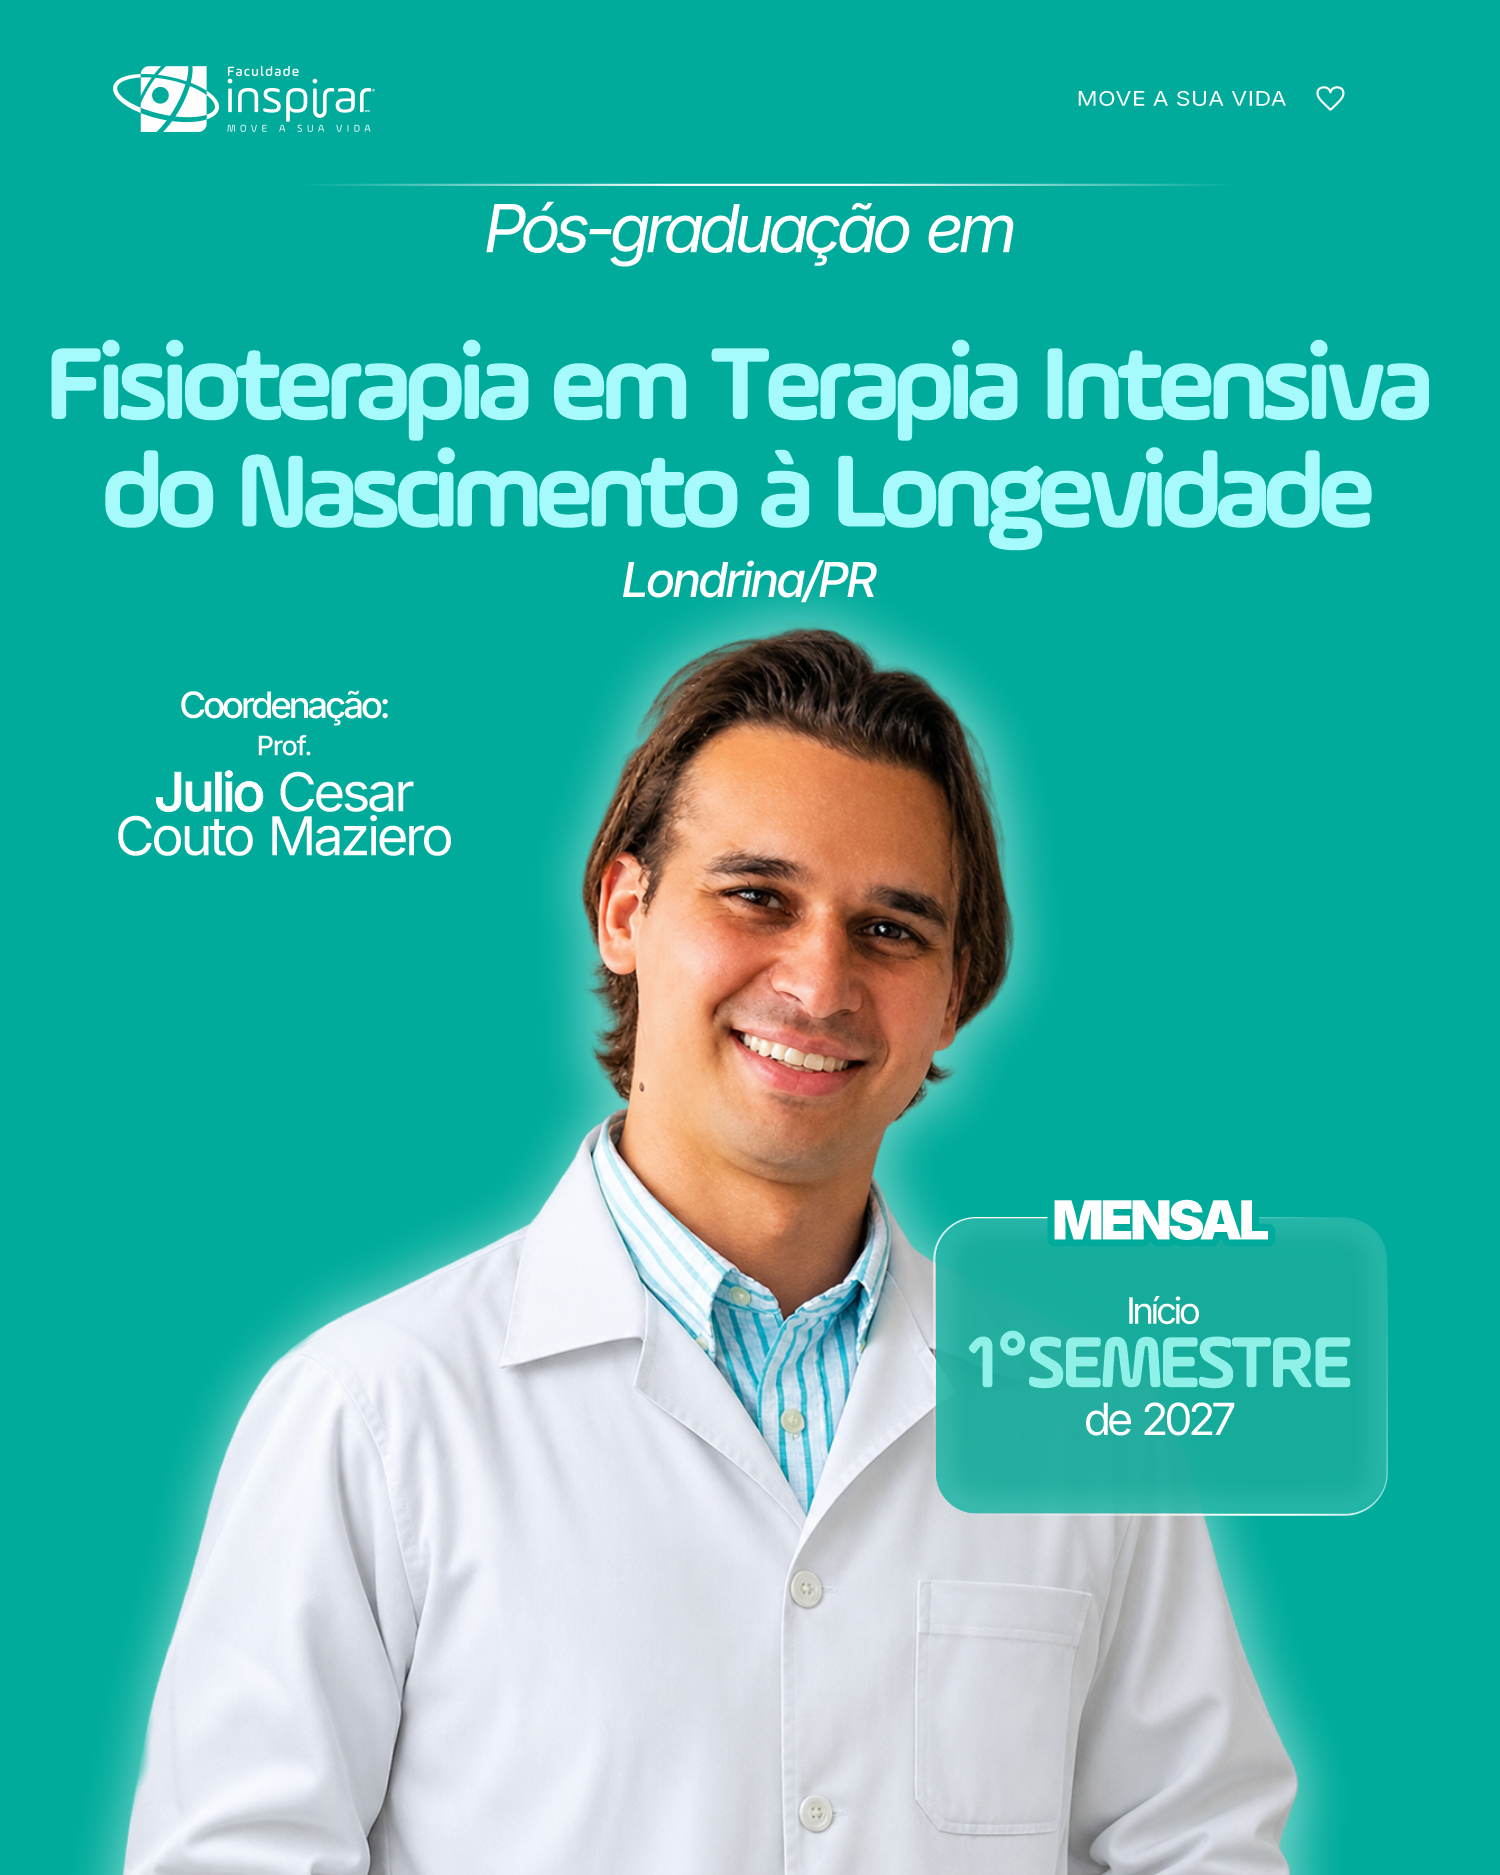 Faculdade
inspirar
MOVE A SUA VIDA
MOVE A SUA VIDA
Pós-graduação em
Fisioterapia em Terapia Intensiva
do Nascimento à Longevidade
Londrina/PR
Coordenação:
Prof.
Julio Cesar
Couto Maziero
MENSAL
Início
1°SEMESTRE
de 2027